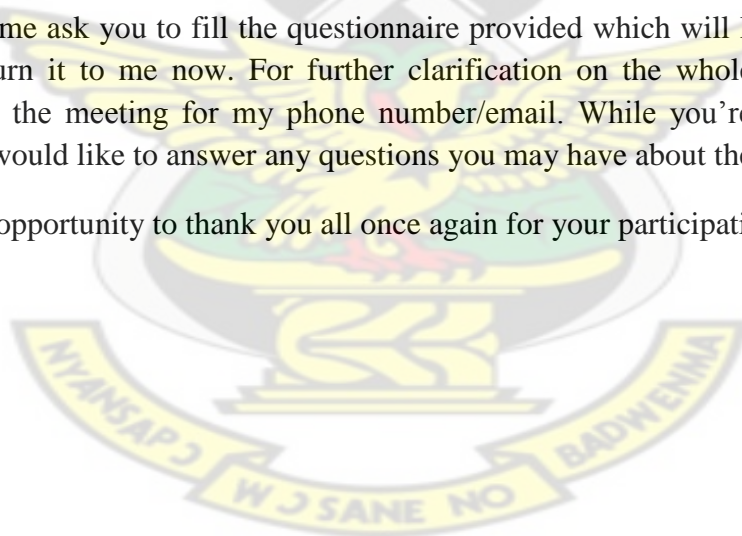 me ask you to fill the questionnaire provided which will
urn it to me now. For further clarification on the whole
the meeting for my phone number/email. While you're
would like to answer any questions you may have about the
opportunity to thank you all once again for your participati
NYANSAPƆ WƆSANE NO BADWENMA